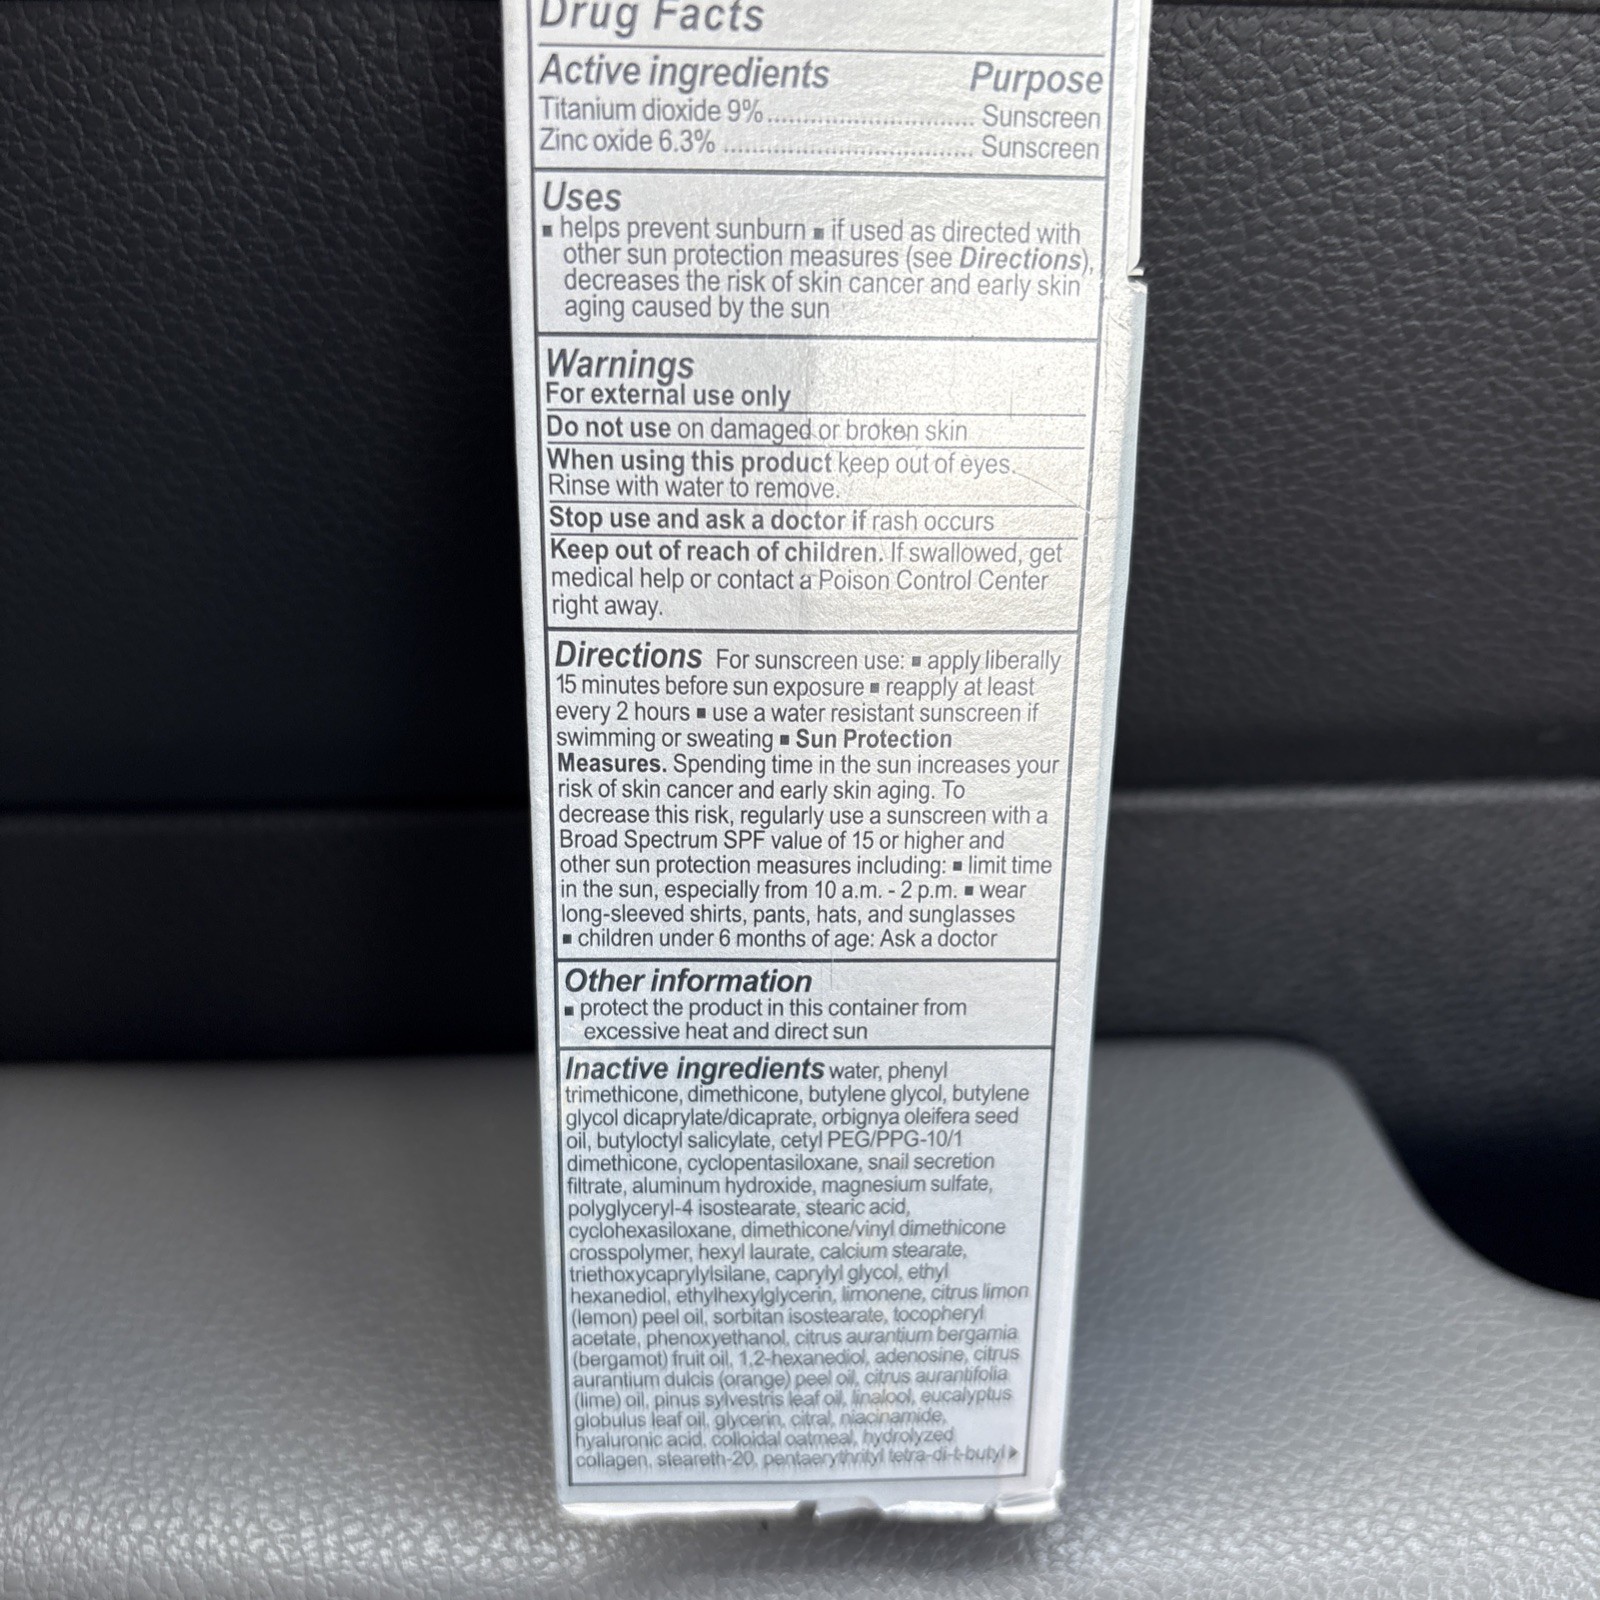 Drug Facts
Active ingredients Purpose
Titanium dioxide 9%............................. Sunscreen
Zinc oxide 6.3% ................................... Sunscreen
Uses
▪ helps prevent sunburn ▪ if used as directed with
other sun protection measures (see Directions),
decreases the risk of skin cancer and early skin
aging caused by the sun
Warnings
For external use only
Do not use on damaged or broken skin
When using this product keep out of eyes.
Rinse with water to remove.
Stop use and ask a doctor if rash occurs
Keep out of reach of children. If swallowed, get
medical help or contact a Poison Control Center
right away.
Directions For sunscreen use: ▪ apply liberally
15 minutes before sun exposure ▪ reapply at least
every 2 hours ▪ use a water resistant sunscreen if
swimming or sweating ▪ Sun Protection
Measures. Spending time in the sun increases your
risk of skin cancer and early skin aging. To
decrease this risk, regularly use a sunscreen with a
Broad Spectrum SPF value of 15 or higher and
other sun protection measures including: ▪ limit time
in the sun, especially from 10 a.m. - 2 p.m. ▪ wear
long-sleeved shirts, pants, hats, and sunglasses
▪ children under 6 months of age: Ask a doctor
Other information
▪ protect the product in this container from
excessive heat and direct sun
Inactive ingredients water, phenyl
trimethicone, dimethicone, butylene glycol, butylene
glycol dicaprylate/dicaprate, orbignya oleifera seed
oil, butyloctyl salicylate, cetyl PEG/PPG-10/1
dimethicone, cyclopentasiloxane, snail secretion
filtrate, aluminum hydroxide, magnesium sulfate,
polyglyceryl-4 isostearate, stearic acid,
cyclohexasiloxane, dimethicone/vinyl dimethicone
crosspolymer, hexyl laurate, calcium stearate,
triethoxycaprylylsilane, caprylyl glycol, ethyl
hexanediol, ethylhexylglycerin, limonene, citrus limon
(lemon) peel oil, sorbitan isostearate, tocopheryl
acetate, phenoxyethanol, citrus aurantium bergamia
(bergamot) fruit oil, 1,2-hexanediol, adenosine, citrus
aurantium dulcis (orange) peel oil, citrus aurantifolia
(lime) oil, pinus sylvestris leaf oil, linalool, eucalyptus
globulus leaf oil, glycerin, citral, niacinamide,
hyaluronic acid, colloidal oatmeal, hydrolyzed
collagen, steareth-20, pentaerythrityl tetra-di-t-butyl ▸